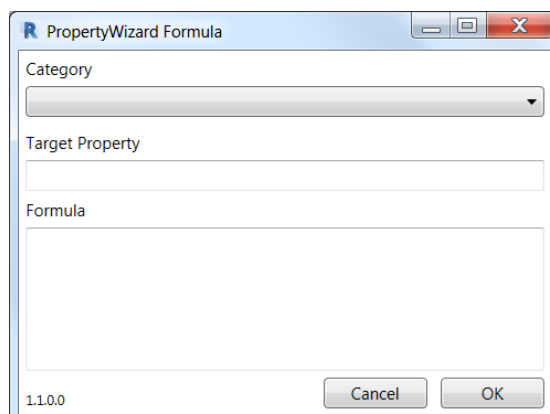 R PropertyWizard Formula
Category
Target Property
Formula
1.1.0.0
Cancel OK